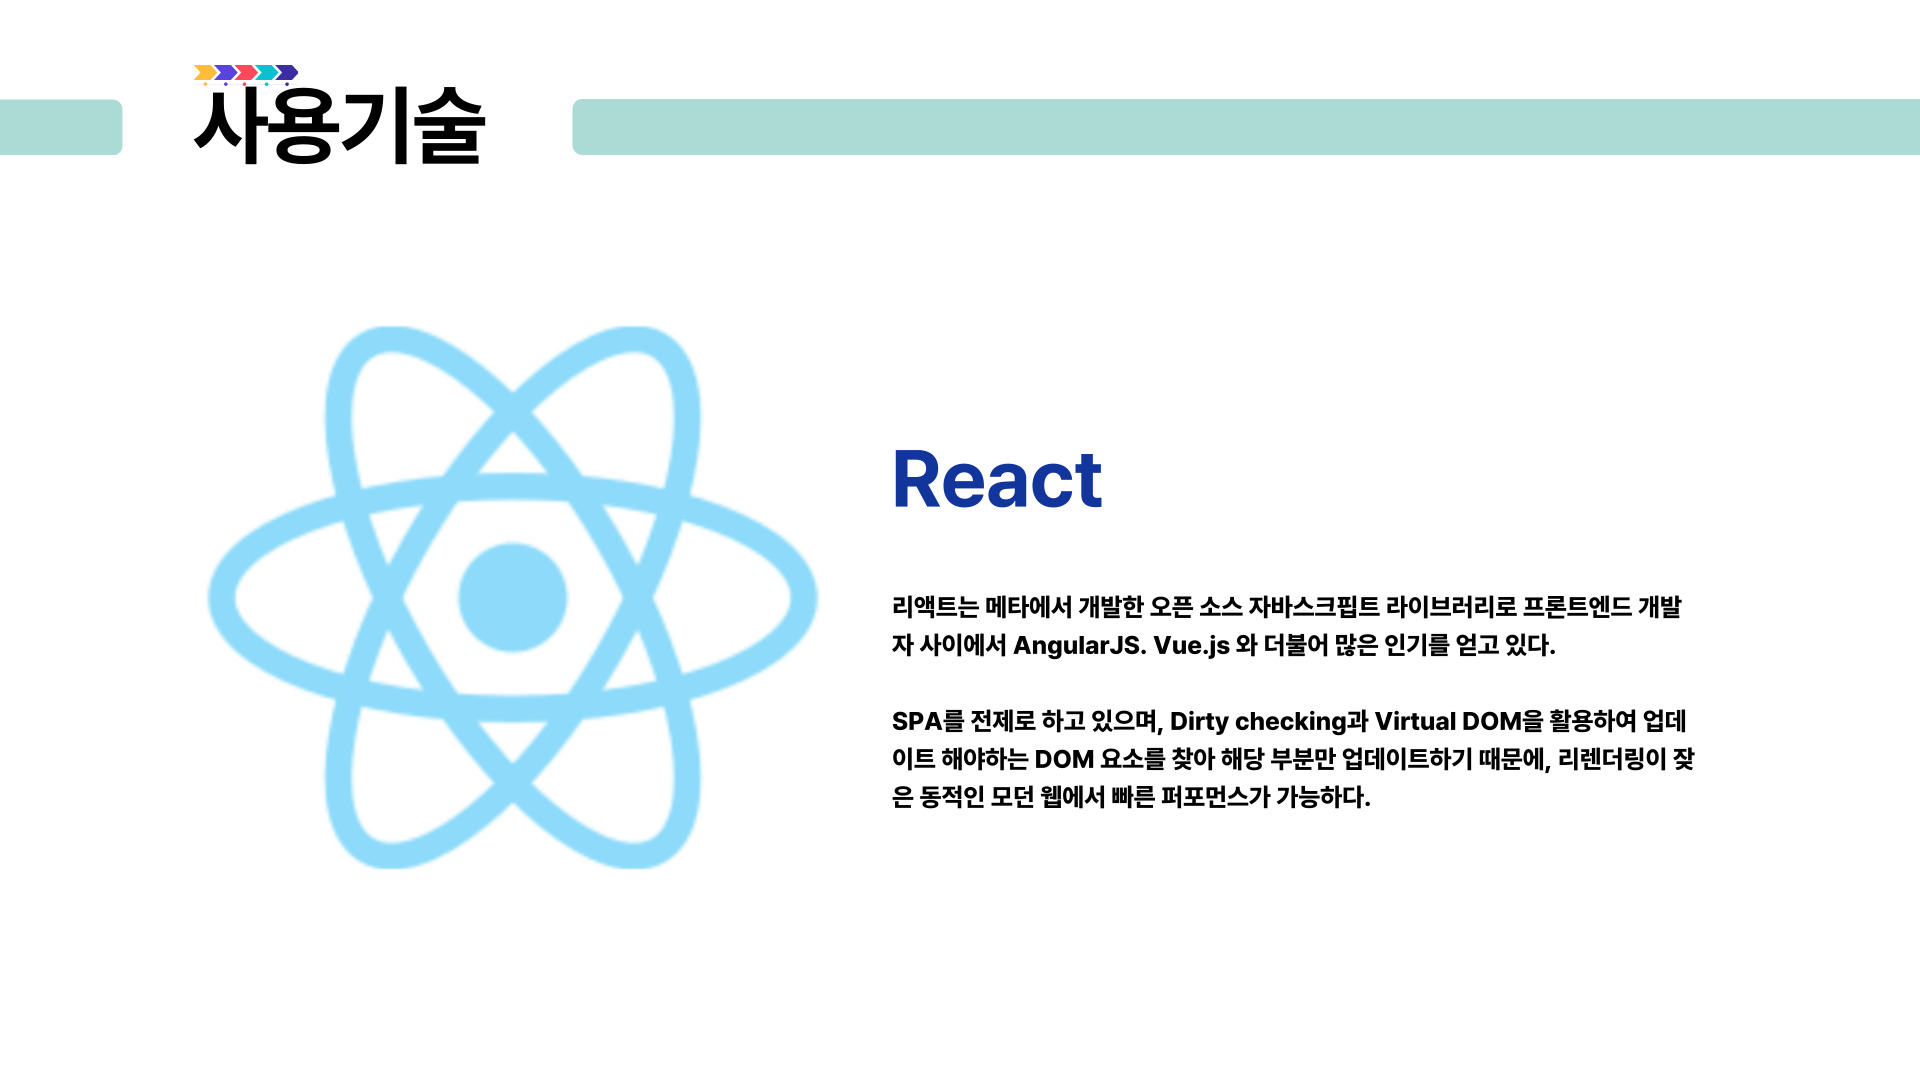 사용기술
React
리액트는 메타에서 개발한 오픈 소스 자바스크립트 라이브러리로 프론트엔드 개발
자 사이에서 AngularJS. Vue.js 와 더불어 많은 인기를 얻고 있다.
SPA를 전제로 하고 있으며, Dirty checking과 Virtual DOM을 활용하여 업데
이트 해야하는 DOM 요소를 찾아 해당 부분만 업데이트하기 때문에, 리렌더링이 잦
은 동적인 모던 웹에서 빠른 퍼포먼스가 가능하다.